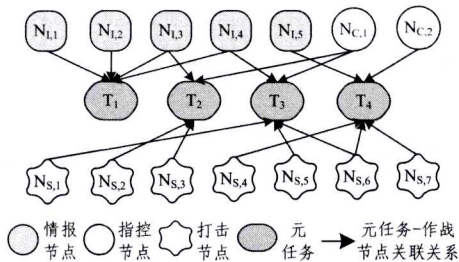 N_{I,1} N_{I,2} N_{I,3} N_{I,4} N_{I,5} N_{C,1} N_{C,2}
T_1 T_2 T_3 T_4
N_{S,1} N_{S,2} N_{S,3} N_{S,4} N_{S,5} N_{S,6} N_{S,7}
情报 指控 打击 元 元任务-作战
节点 节点 节点 任务 节点关联关系